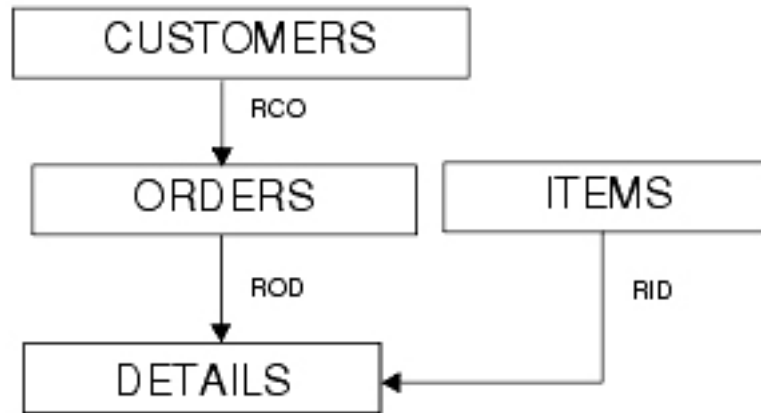 CUSTOMERS
RCO
ORDERS
ITEMS
ROD
RID
DETAILS